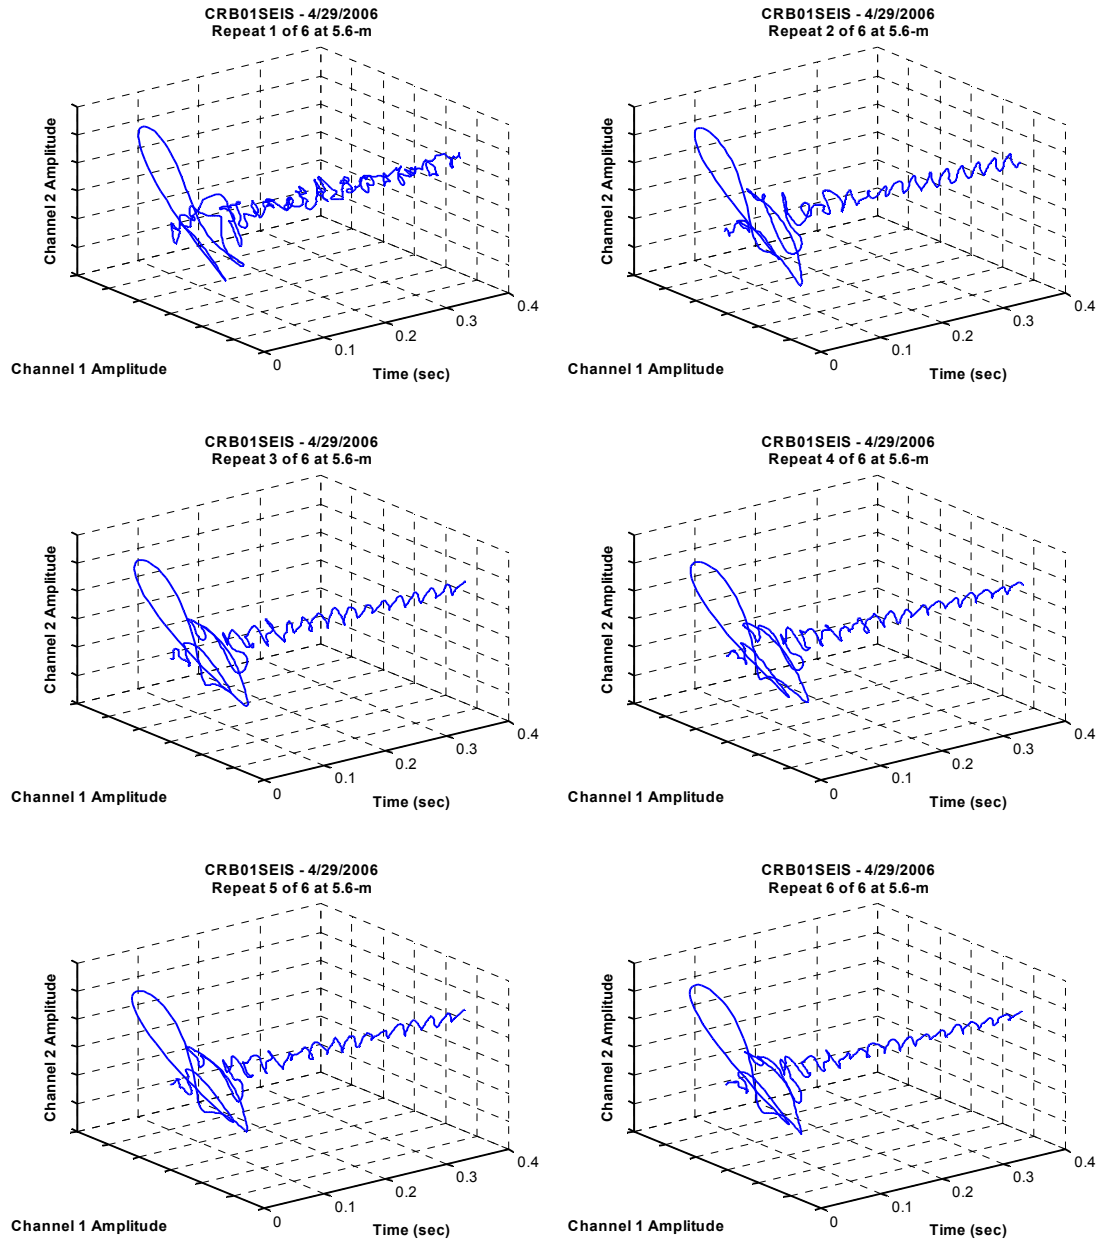 CRB01SEIS - 4/29/2006
Repeat 1 of 6 at 5.6-m
Channel 2 Amplitude
Channel 1 Amplitude
Time (sec)
0
0.1
0.2
0.3
0.4
CRB01SEIS - 4/29/2006
Repeat 2 of 6 at 5.6-m
Channel 2 Amplitude
Channel 1 Amplitude
Time (sec)
0
0.1
0.2
0.3
0.4
CRB01SEIS - 4/29/2006
Repeat 3 of 6 at 5.6-m
Channel 2 Amplitude
Channel 1 Amplitude
Time (sec)
0
0.1
0.2
0.3
0.4
CRB01SEIS - 4/29/2006
Repeat 4 of 6 at 5.6-m
Channel 2 Amplitude
Channel 1 Amplitude
Time (sec)
0
0.1
0.2
0.3
0.4
CRB01SEIS - 4/29/2006
Repeat 5 of 6 at 5.6-m
Channel 2 Amplitude
Channel 1 Amplitude
Time (sec)
0
0.1
0.2
0.3
0.4
CRB01SEIS - 4/29/2006
Repeat 6 of 6 at 5.6-m
Channel 2 Amplitude
Channel 1 Amplitude
Time (sec)
0
0.1
0.2
0.3
0.4